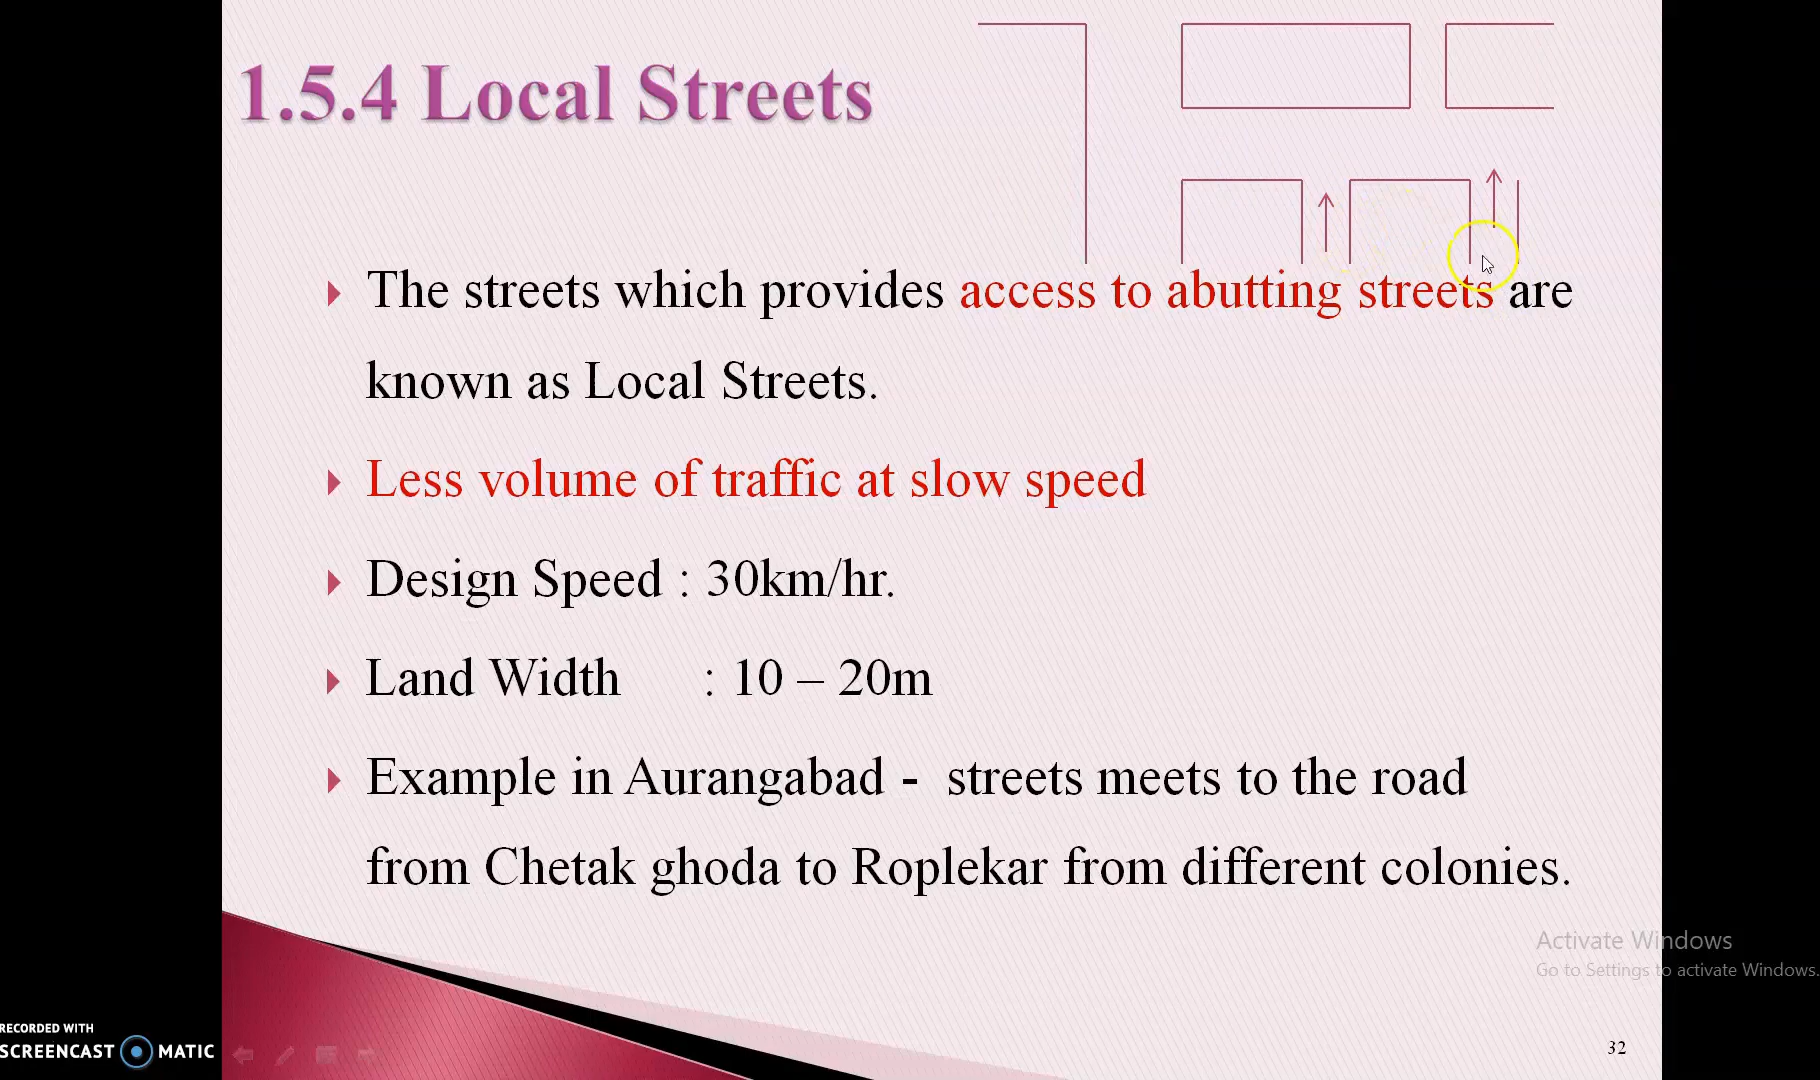 1.5.4 Local Streets
The streets which provides access to abutting streets are
known as Local Streets.
Less volume of traffic at slow speed
Design Speed : 30km/hr.
Land Width : 10 – 20m
Example in Aurangabad - streets meets to the road
from Chetak ghoda to Roplekar from different colonies.
Activate Windows
Go to Settings to activate Windows.
RECORDED WITH
SCREENCAST MATIC
32